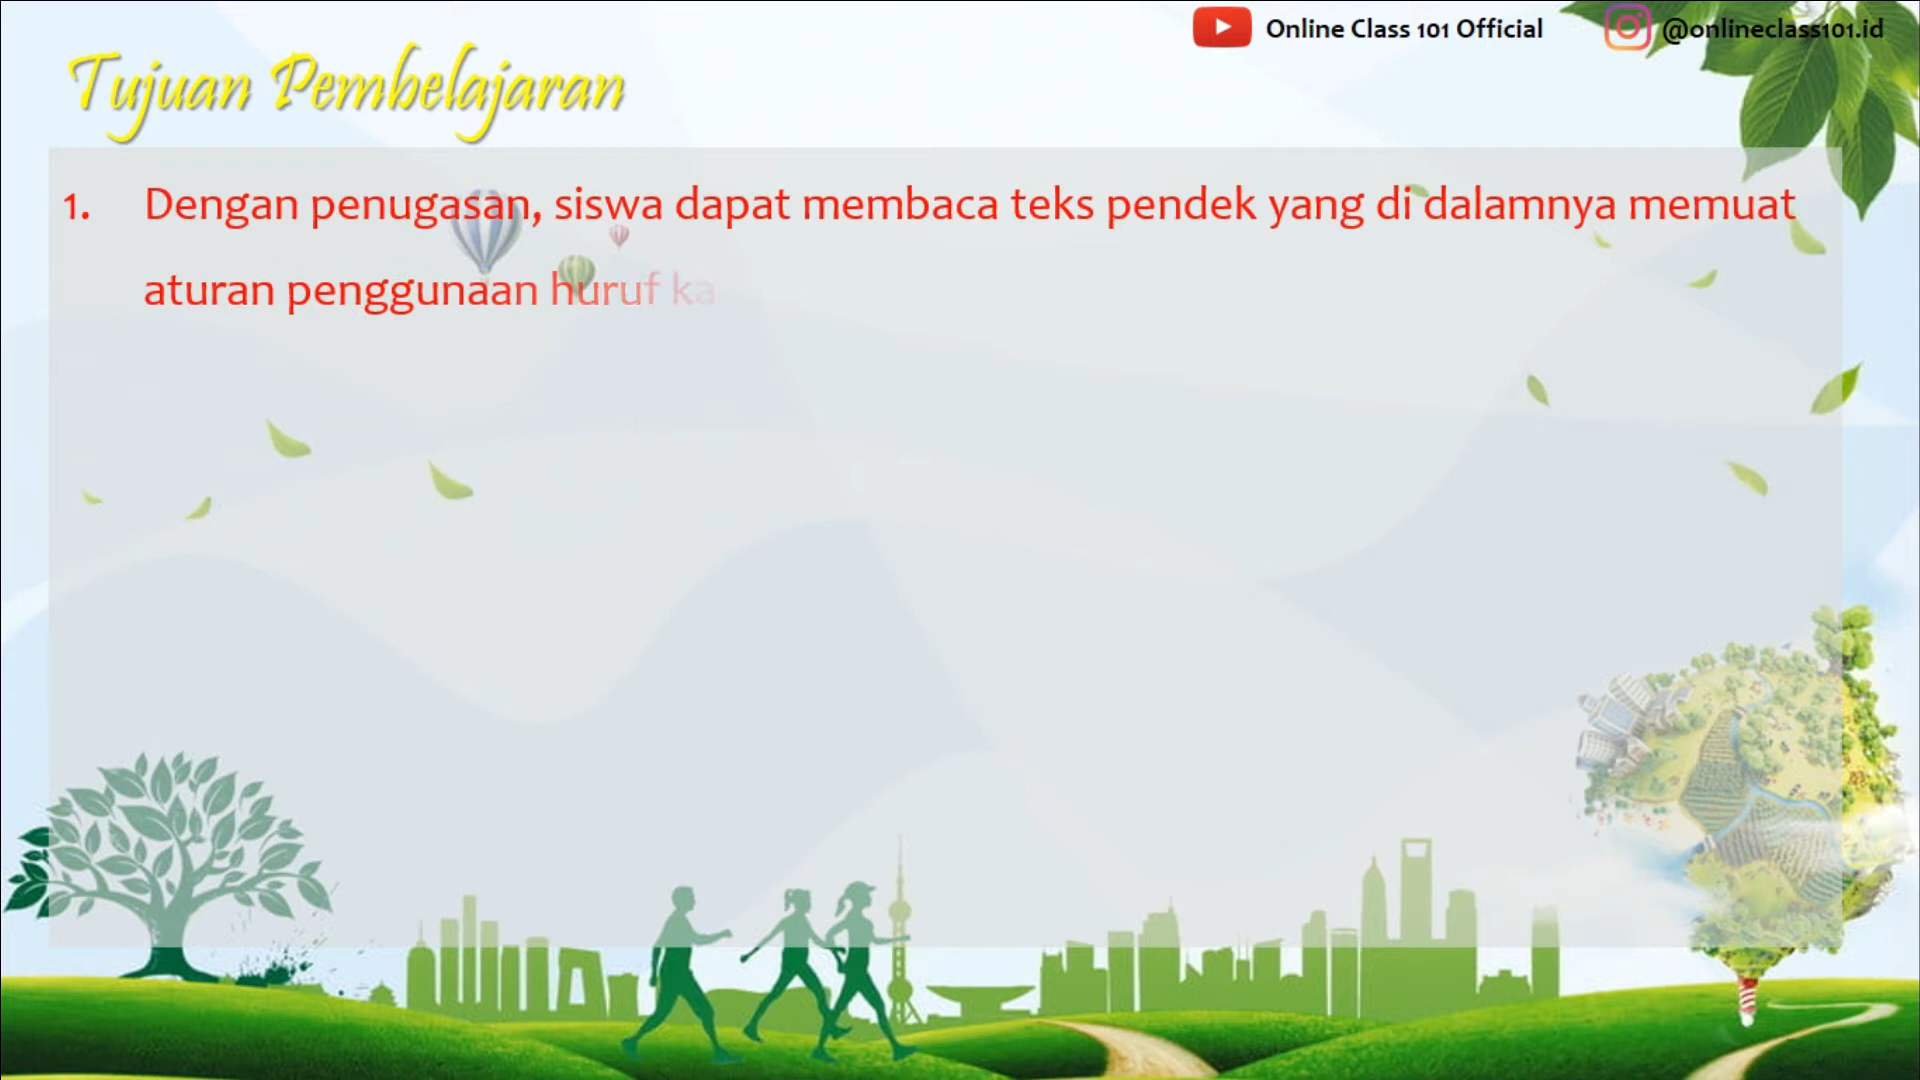 Online Class 101 Official
@onlineclass101.id
Tujuan Pembelajaran
1. Dengan penugasan, siswa dapat membaca teks pendek yang di dalamnya memuat
aturan penggunaan huruf ka